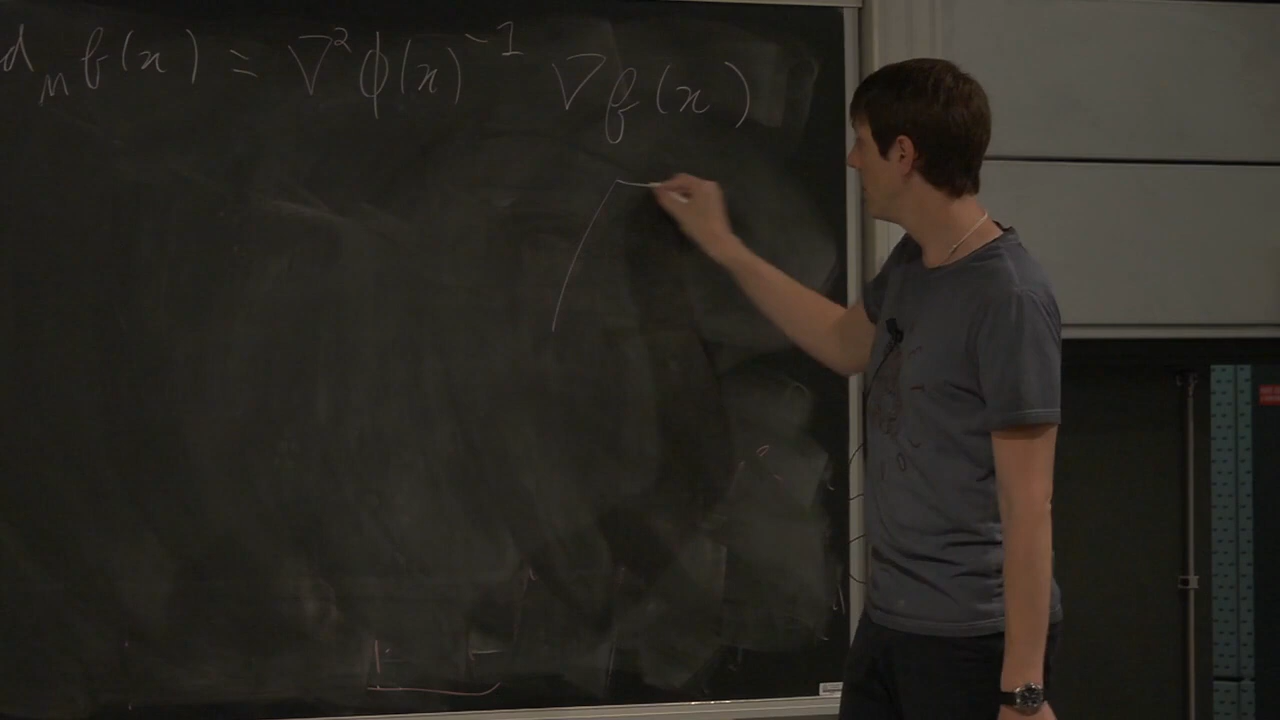 d_M f(x) = ∇²ϕ(x)⁻¹ ∇f(x)